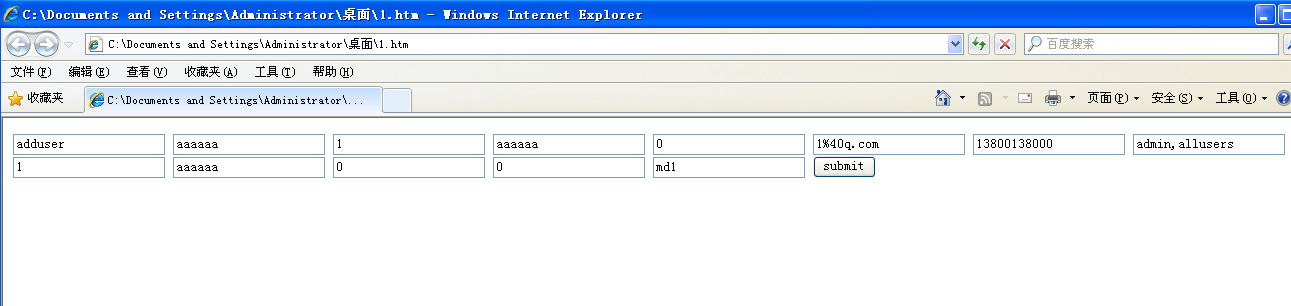 C:\Documents and Settings\Administrator\桌面\1.htm - Windows Internet Explorer
C:\Documents and Settings\Administrator\桌面\1.htm 百度搜索
文件(F) 编辑(E) 查看(V) 收藏夹(A) 工具(T) 帮助(H)
收藏夹 C:\Documents and Settings\Administrator\... 页面(P) 安全(S) 工具(O)
adduser aaaaaa 1 aaaaaa 0 1%40q.com 13800138000 admin,allusers
1 aaaaaa 0 0 md1 submit